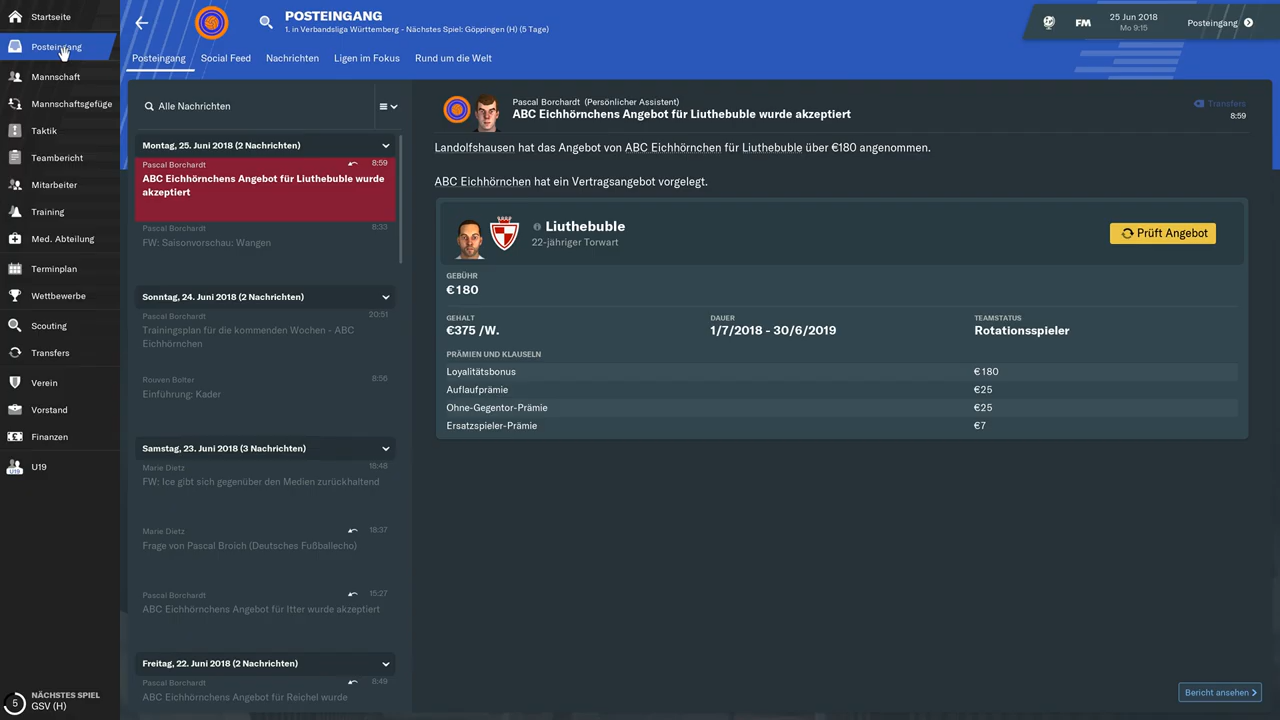 Startseite
Posteingang
Mannschaft
Mannschaftsgefüge
Taktik
Teambericht
Mitarbeiter
Training
Med. Abteilung
Terminplan
Wettbewerbe
Scouting
Transfers
Verein
Vorstand
Finanzen
U19
U19
5
NÄCHSTES SPIEL
GSV (H)
POSTEINGANG
1. in Verbandsliga Württemberg - Nächstes Spiel: Göppingen (H) (5 Tage)
FM
25 Jun 2018
Mo 9:15
Posteingang
Posteingang
Social Feed
Nachrichten
Ligen im Fokus
Rund um die Welt
Alle Nachrichten
Montag, 25. Juni 2018 (2 Nachrichten)
Pascal Borchardt 8:59
ABC Eichhörnchens Angebot für Liuthebuble wurde
akzeptiert
Pascal Borchardt 8:33
FW: Saisonvorschau: Wangen
Sonntag, 24. Juni 2018 (2 Nachrichten)
Pascal Borchardt 20:51
Trainingsplan für die kommenden Wochen - ABC
Eichhörnchen
Rouven Bolter 8:56
Einführung: Kader
Samstag, 23. Juni 2018 (3 Nachrichten)
Marie Dietz 18:48
FW: Ice gibt sich gegenüber den Medien zurückhaltend
Marie Dietz 18:37
Frage von Pascal Broich (Deutsches Fußballecho)
Pascal Borchardt 15:27
ABC Eichhörnchens Angebot für Itter wurde akzeptiert
Freitag, 22. Juni 2018 (2 Nachrichten)
Pascal Borchardt 8:49
ABC Eichhörnchens Angebot für Reichel wurde
Pascal Borchardt (Persönlicher Assistent)
ABC Eichhörnchens Angebot für Liuthebuble wurde akzeptiert
Transfers
8:59
Landolfshausen hat das Angebot von ABC Eichhörnchen für Liuthebuble über €180 angenommen.
ABC Eichhörnchen hat ein Vertragsangebot vorgelegt.
Liuthebuble
22-jähriger Torwart
Prüft Angebot
GEBÜHR
€180
GEHALT DAUER TEAMSTATUS
€375 /W. 1/7/2018 - 30/6/2019 Rotationsspieler
PRÄMIEN UND KLAUSELN
Loyalitätsbonus €180
Auflaufprämie €25
Ohne-Gegentor-Prämie €25
Ersatzspieler-Prämie €7
Bericht ansehen